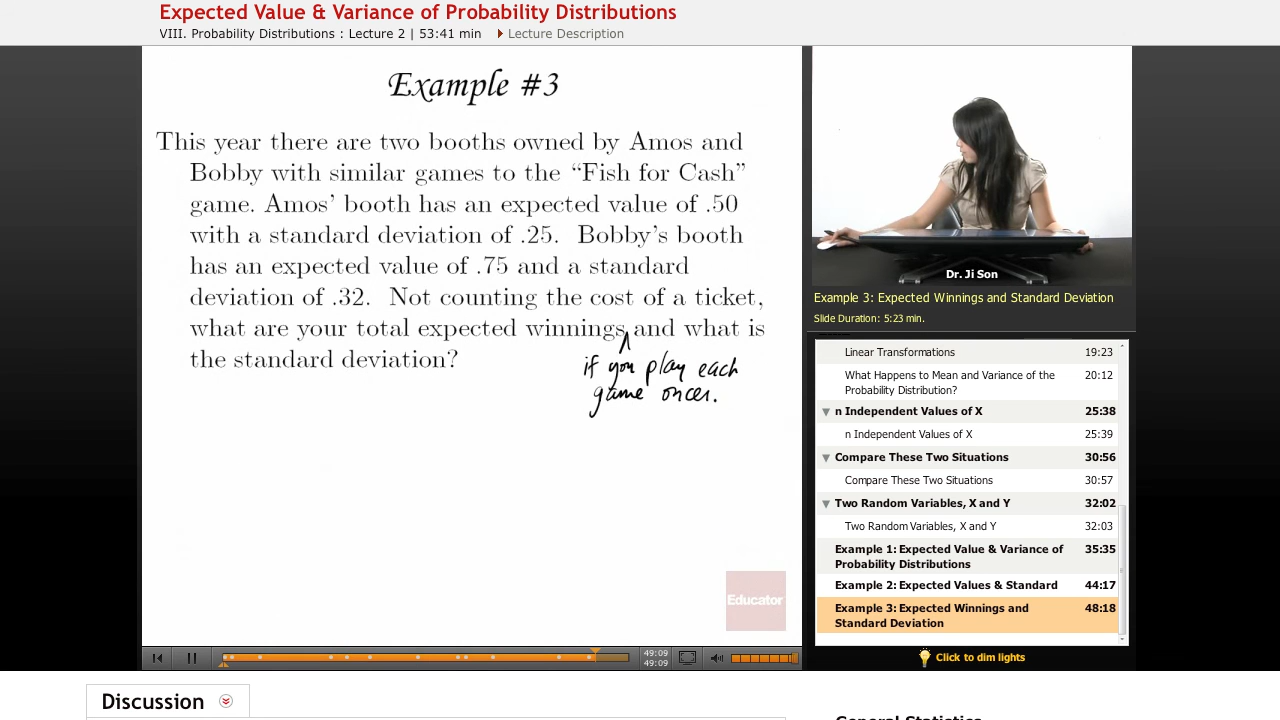 Expected Value & Variance of Probability Distributions
VIII. Probability Distributions : Lecture 2 | 53:41 min
Lecture Description
Example #3
This year there are two booths owned by Amos and
Bobby with similar games to the “Fish for Cash”
game. Amos’ booth has an expected value of .50
with a standard deviation of .25. Bobby’s booth
has an expected value of .75 and a standard
deviation of .32. Not counting the cost of a ticket,
what are your total expected winnings and what is
the standard deviation?
if you play each
game once.
Educator
49:09
49:09
Dr. Ji Son
Example 3: Expected Winnings and Standard Deviation
Slide Duration: 5:23 min.
Linear Transformations 19:23
What Happens to Mean and Variance of the 20:12
Probability Distribution?
n Independent Values of X 25:38
n Independent Values of X 25:39
Compare These Two Situations 30:56
Compare These Two Situations 30:57
Two Random Variables, X and Y 32:02
Two Random Variables, X and Y 32:03
Example 1: Expected Value & Variance of 35:35
Probability Distributions
Example 2: Expected Values & Standard 44:17
Example 3: Expected Winnings and 48:18
Standard Deviation
Click to dim lights
Discussion
General Statistics